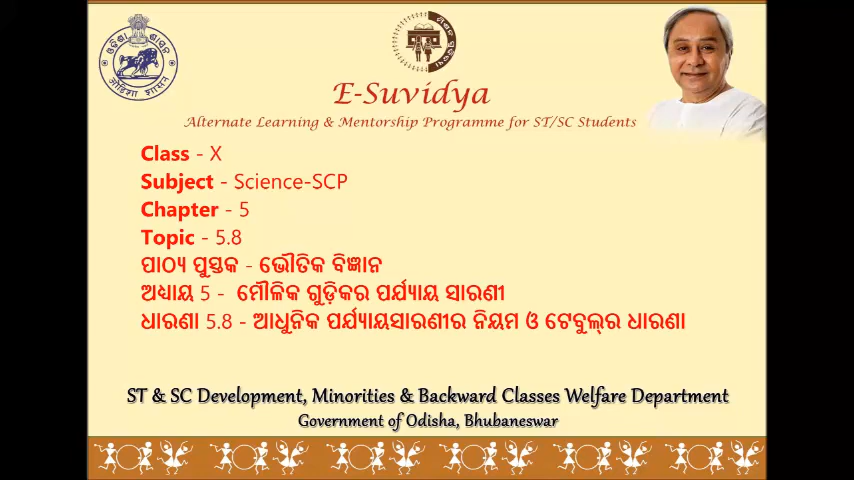 E-Suvidya
Alternate Learning & Mentorship Programme for ST/SC Students
Class - X
Subject - Science-SCP
Chapter - 5
Topic - 5.8
ପାଠ୍ୟ ପୁସ୍ତକ - ଭୌତିକ ବିଜ୍ଞାନ
ଅଧ୍ୟାୟ 5 - ମୌଳିକ ଗୁଡ଼ିକର ପର୍ଯ୍ୟାୟ ସାରଣୀ
ଧାରଣା 5.8 - ଆଧୁନିକ ପର୍ଯ୍ୟାୟସାରଣୀର ନିୟମ ଓ ଟେବୁଲ୍‌ର ଧାରଣା
ST & SC Development, Minorities & Backward Classes Welfare Department
Government of Odisha, Bhubaneswar